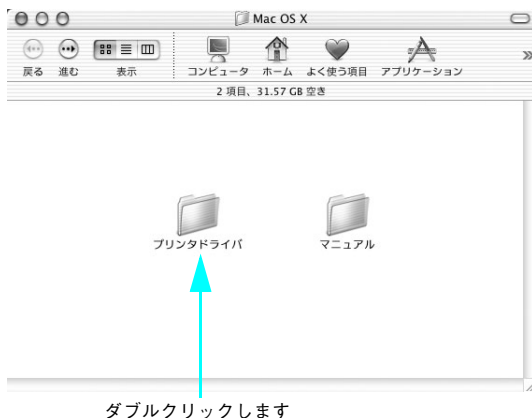 Mac OS X
戻る 進む 表示 コンピュータ ホーム よく使う項目 アプリケーション
2 項目、31.57 GB 空き
プリンタドライバ マニュアル
ダブルクリックします